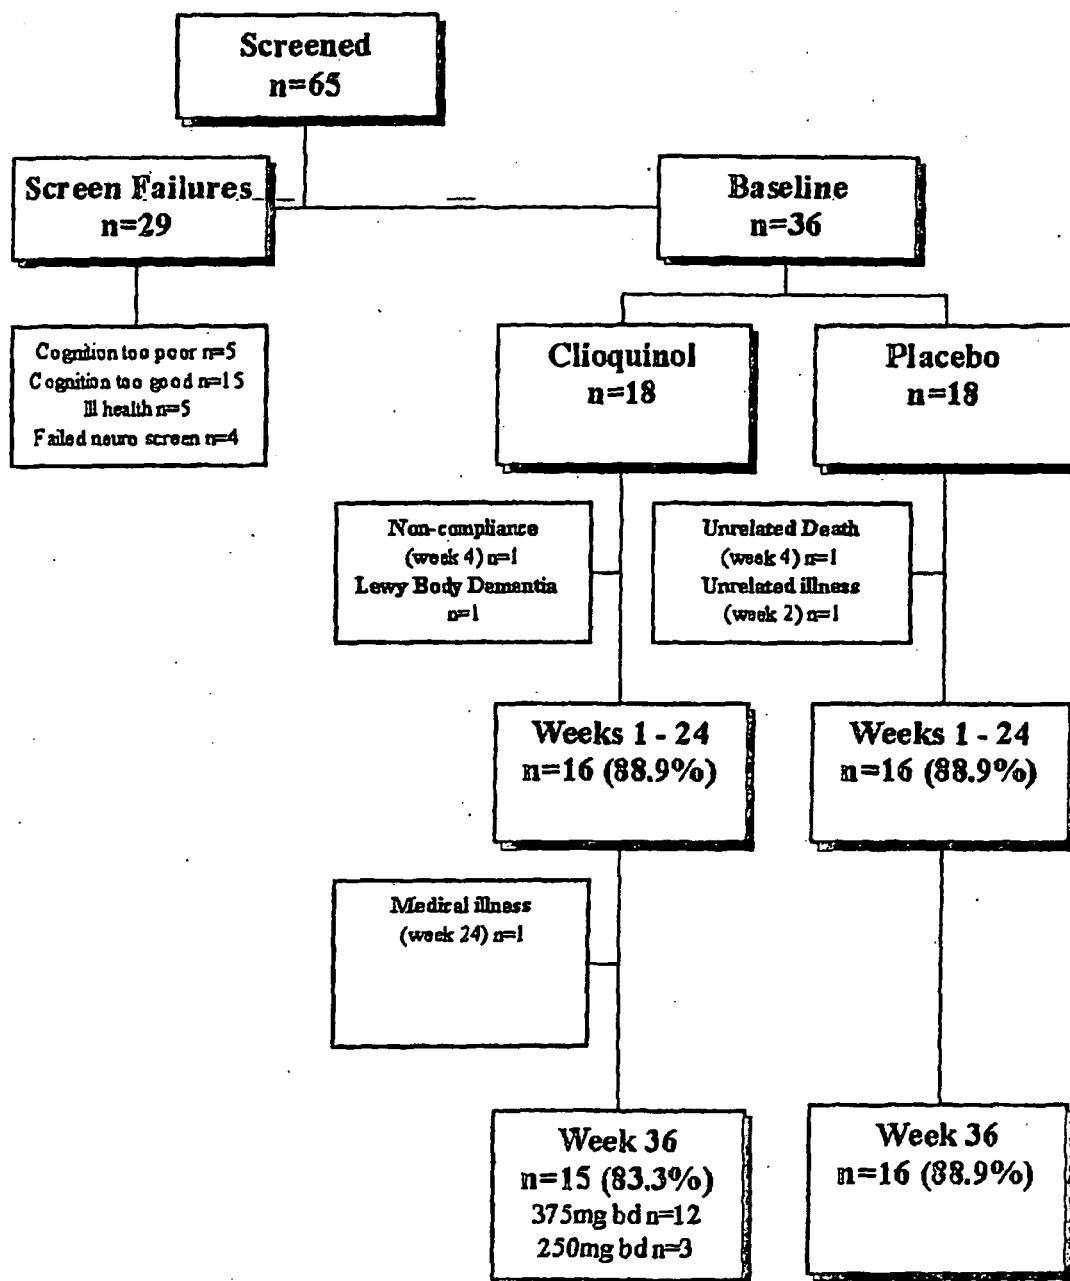 Screened
n=65
Screen Failures
n=29
Baseline
n=36
Cognition too poor n=5
Cognition too good n=15
Ill health n=5
Failed neuro screen n=4
Clioquinol
n=18
Placebo
n=18
Non-compliance
(week 4) n=1
Lewy Body Dementia
n=1
Unrelated Death
(week 4) n=1
Unrelated illness
(week 2) n=1
Weeks 1 - 24
n=16 (88.9%)
Weeks 1 - 24
n=16 (88.9%)
Medical illness
(week 24) n=1
Week 36
n=15 (83.3%)
375mg bd n=12
250mg bd n=3
Week 36
n=16 (88.9%)